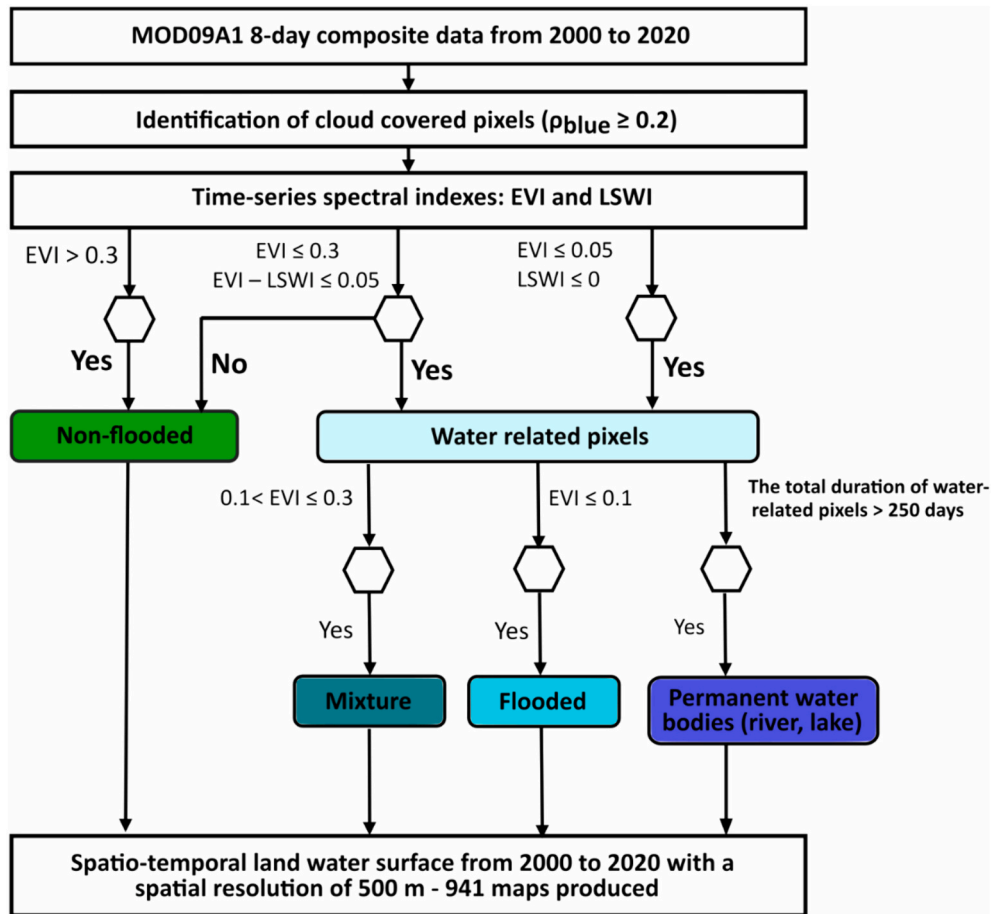 MOD09A1 8-day composite data from 2000 to 2020
Identification of cloud covered pixels (ρblue ≥ 0.2)
Time-series spectral indexes: EVI and LSWI
EVI > 0.3
EVI ≤ 0.3
EVI – LSWI ≤ 0.05
EVI ≤ 0.05
LSWI ≤ 0
Yes
No
Yes
Yes
Non-flooded
Water related pixels
0.1< EVI ≤ 0.3
EVI ≤ 0.1
The total duration of water-
related pixels > 250 days
Yes
Yes
Yes
Mixture
Flooded
Permanent water
bodies (river, lake)
Spatio-temporal land water surface from 2000 to 2020 with a
spatial resolution of 500 m - 941 maps produced